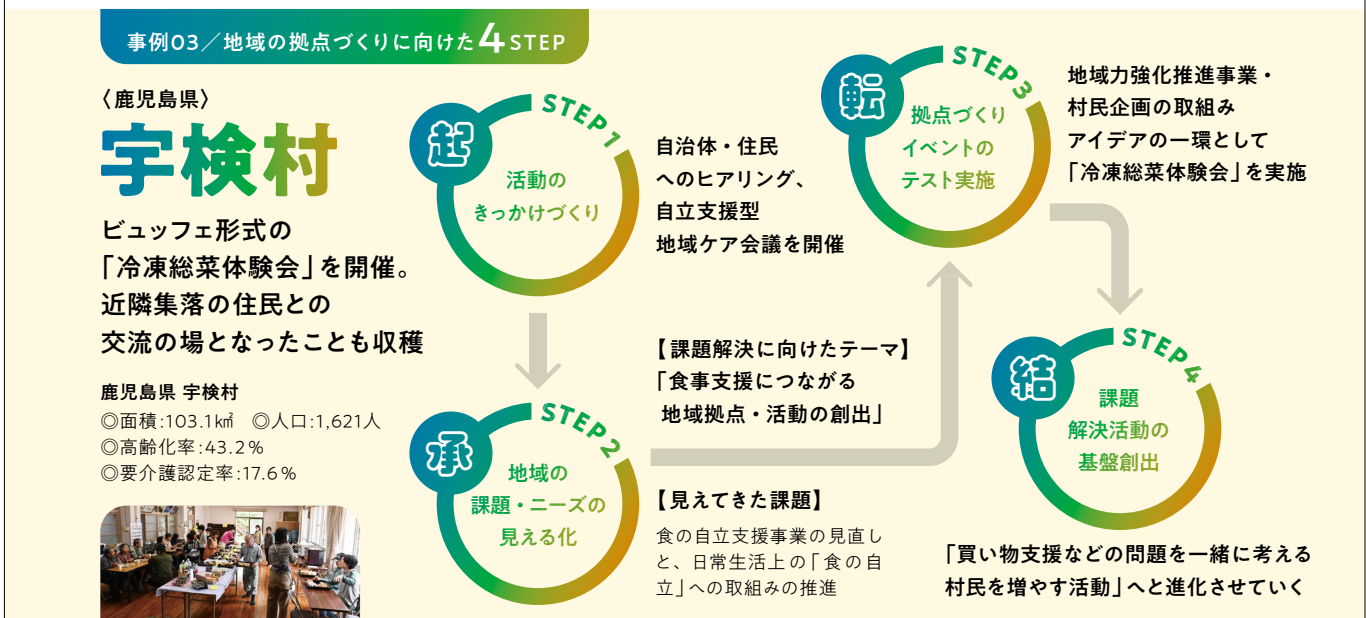 事例03／地域の拠点づくりに向けた4STEP
〈鹿児島県〉
宇検村
ビュッフェ形式の
「冷凍総菜体験会」を開催。
近隣集落の住民との
交流の場となったことも収穫
鹿児島県 宇検村
◎面積:103.1㎢　◎人口:1,621人
◎高齢化率:43.2％
◎要介護認定率:17.6％
起
STEP1
活動の
きっかけづくり
自治体・住民
へのヒアリング、
自立支援型
地域ケア会議を開催
承
STEP2
地域の
課題・ニーズの
見える化
【課題解決に向けたテーマ】
「食事支援につながる
地域拠点・活動の創出」
【見えてきた課題】
食の自立支援事業の見直し
と、日常生活上の「食の自
立」への取組みの推進
転
STEP3
拠点づくり
イベントの
テスト実施
地域力強化推進事業・
村民企画の取組み
アイデアの一環として
「冷凍総菜体験会」を実施
結
STEP4
課題
解決活動の
基盤創出
「買い物支援などの問題を一緒に考える
村民を増やす活動」へと進化させていく